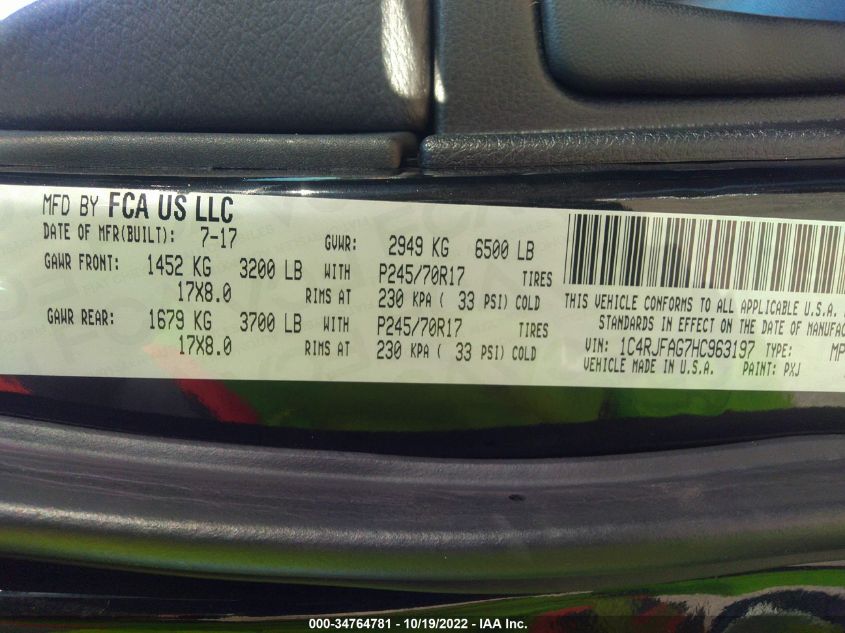 MFD BY FCA US LLC
DATE OF MFR(BUILT): 7-17 GVWR: 2949 KG 6500 LB
GAWR FRONT: 1452 KG 3200 LB WITH P245/70R17 TIRES
17X8.0 RIMS AT 230 KPA ( 33 PSI) COLD
GAWR REAR: 1679 KG 3700 LB WITH P245/70R17 TIRES
17X8.0 RIMS AT 230 KPA ( 33 PSI) COLD
THIS VEHICLE CONFORMS TO ALL APPLICABLE U.S.A.
STANDARDS IN EFFECT ON THE DATE OF MANUFAC
VIN: 1C4RJFAG7HC963197 TYPE: MP
VEHICLE MADE IN U.S.A. PAINT: PXJ
000-34764781 - 10/19/2022 - IAA Inc.